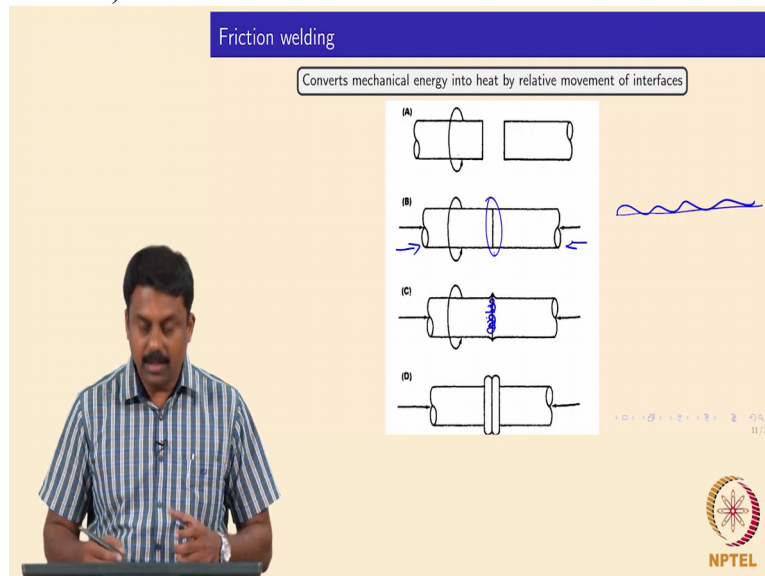 Friction welding
Converts mechanical energy into heat by relative movement of interfaces
(A)
(B)
(C)
(D)
NPTEL